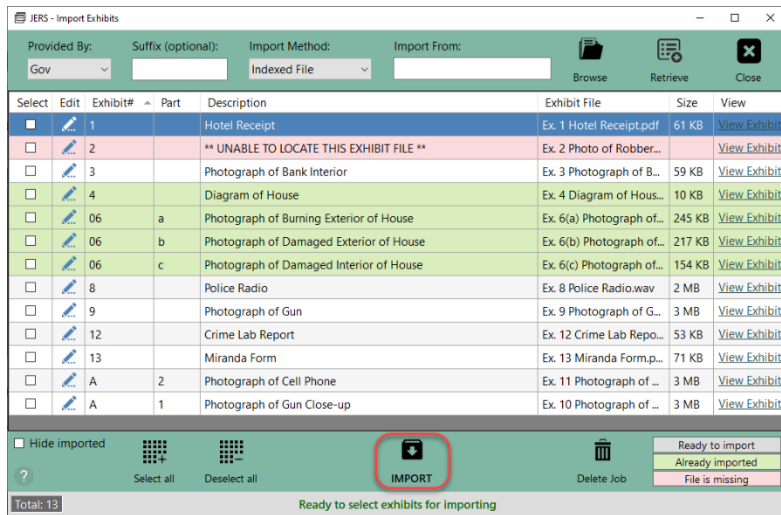 JERS - Import Exhibits
Provided By: Suffix (optional): Import Method: Import From:
Gov Indexed File
Browse Retrieve Close
Select Edit Exhibit# Part Description Exhibit File Size View
1 Hotel Receipt Ex. 1 Hotel Receipt.pdf 61 KB View Exhibit
2 ** UNABLE TO LOCATE THIS EXHIBIT FILE ** Ex. 2 Photo of Robber... View Exhibit
3 Photograph of Bank Interior Ex. 3 Photograph of B... 59 KB View Exhibit
4 Diagram of House Ex. 4 Diagram of Hous... 10 KB View Exhibit
06 a Photograph of Burning Exterior of House Ex. 6(a) Photograph of... 245 KB View Exhibit
06 b Photograph of Damaged Exterior of House Ex. 6(b) Photograph of... 217 KB View Exhibit
06 c Photograph of Damaged Interior of House Ex. 6(c) Photograph of... 154 KB View Exhibit
8 Police Radio Ex. 8 Police Radio.wav 2 MB View Exhibit
9 Photograph of Gun Ex. 9 Photograph of G... 3 MB View Exhibit
12 Crime Lab Report Ex. 12 Crime Lab Repo... 53 KB View Exhibit
13 Miranda Form Ex. 13 Miranda Form.p... 71 KB View Exhibit
A 2 Photograph of Cell Phone Ex. 11 Photograph of ... 3 MB View Exhibit
A 1 Photograph of Gun Close-up Ex. 10 Photograph of ... 3 MB View Exhibit
Hide imported Ready to import
Already imported
? Select all Deselect all IMPORT Delete Job File is missing
Total: 13 Ready to select exhibits for importing